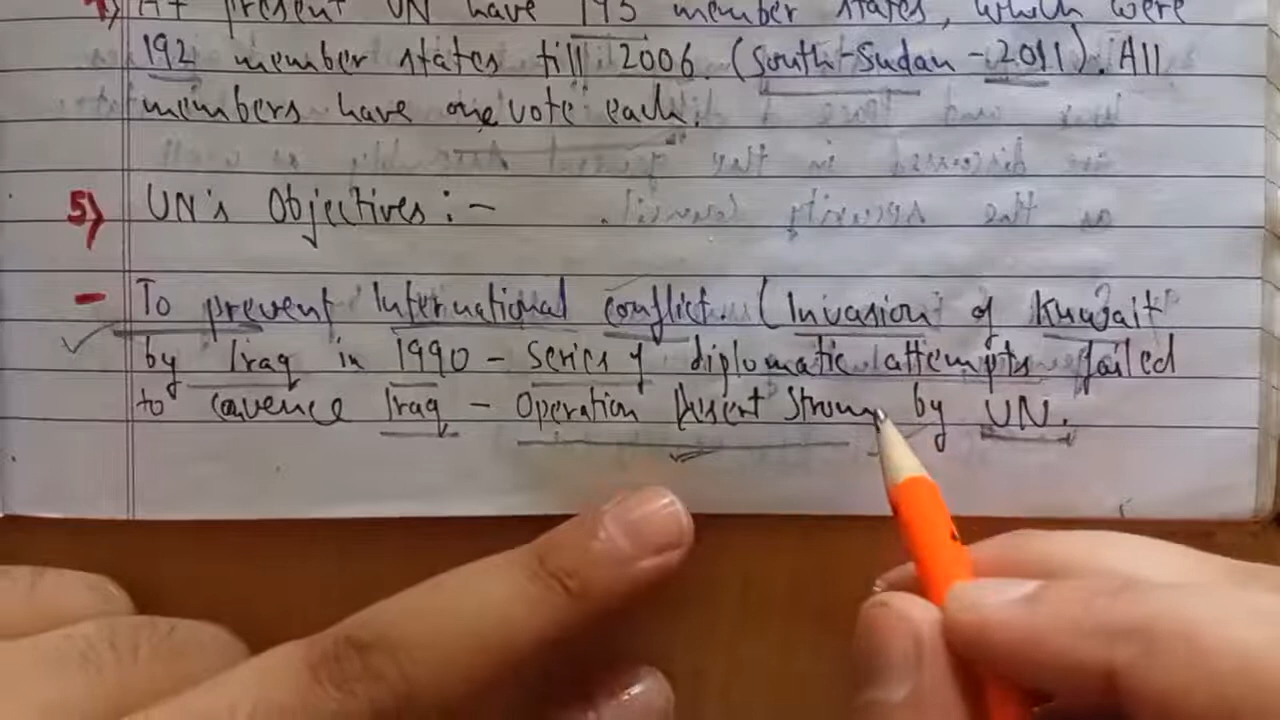 4) At present UN have 193 member states, which were
192 member states till 2006. (South-Sudan - 2011). All
members have one vote each.
5) UN's Objectives :-
- To prevent International conflict. (Invasion of Kuwait
by Iraq in 1990 - series of diplomatic attempts failed
to Iraq - Operation Desert Strom by UN.